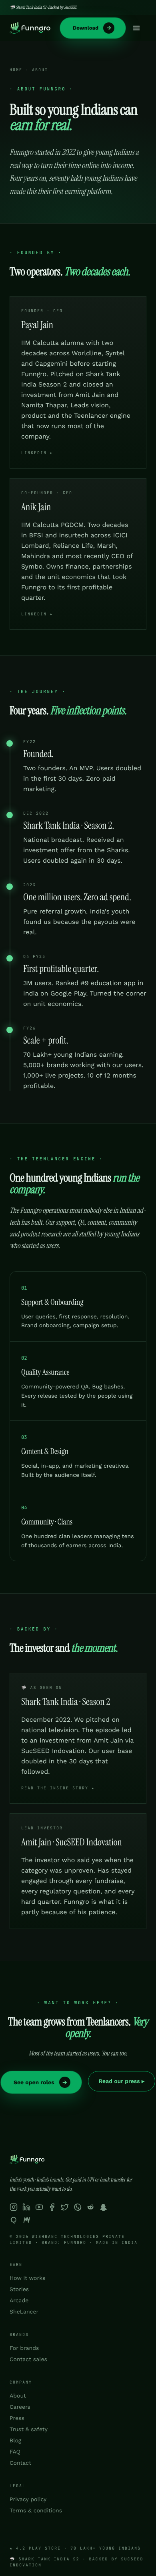 🦈 Shark Tank India S2 · Backed by SucSEED
Funngro
Download →
HOME · ABOUT
· ABOUT FUNNGRO ·
Built so young Indians can
earn for real.
Funngro started in 2022 to give young Indians a
real way to turn their time online into income.
Four years on, seventy lakh young Indians have
made this their first earning platform.
· FOUNDED BY ·
Two operators. Two decades each.
FOUNDER · CEO
Payal Jain
IIM Calcutta alumna with two
decades across Worldline, Syntel
and Capgemini before starting
Funngro. Pitched on Shark Tank
India Season 2 and closed an
investment from Amit Jain and
Namita Thapar. Leads vision,
product and the Teenlancer engine
that now runs most of the
company.
LINKEDIN
CO-FOUNDER · CFO
Anik Jain
IIM Calcutta PGDCM. Two decades
in BFSI and insurtech across ICICI
Lombard, Reliance Life, Marsh,
Mahindra and most recently CEO of
Symbo. Owns finance, partnerships
and the unit economics that took
Funngro to its first profitable
quarter.
LINKEDIN
· THE JOURNEY ·
Four years. Five inflection points.
Founded.
Two founders. An MVP. Users doubled
in the first 30 days. Zero paid
marketing.
DEC 2022
Shark Tank India · Season 2.
National broadcast. Received an
investment offer from the Sharks.
Users doubled again in 30 days.
One million users. Zero ad spend.
Pure referral growth. India's youth
found us because the payouts were
real.
First profitable quarter.
3M users. Ranked #9 education app in
India on Google Play. Turned the corner
on unit economics.
Scale + profit.
70 Lakh+ young Indians earning.
5,000+ brands working with our users.
1,000+ live projects. 10 of 12 months
profitable.
· THE TEENLANCER ENGINE ·
One hundred young Indians run the
company.
The Funngro operations moat nobody else in Indian ad-
tech has built. Our support, QA, content, community
and product research are all staffed by young Indians
who started as users.
01
Support & Onboarding
User queries, first response, resolution.
Brand onboarding, campaign setup.
02
Quality Assurance
Community-powered QA. Bug bashes.
Every release tested by the people using
it.
03
Content & Design
Social, in-app, and marketing creatives.
Built by the audience itself.
04
Community · Clans
One hundred clan leaders managing tens
of thousands of earners across India.
· BACKED BY ·
The investor and the moment.
🦈 AS SEEN ON
Shark Tank India · Season 2
December 2022. We pitched on
national television. The episode led
to an investment from Amit Jain via
SucSEED Indovation. Our user base
doubled in the 30 days that
followed.
READ THE INSIDE STORY
LEAD INVESTOR
Amit Jain · SucSEED Indovation
The investor who said yes when the
category was unproven. Has stayed
engaged through every fundraise,
every regulatory question, and every
hard quarter. Funngro is what it is
partly because of his patience.
· WANT TO WORK HERE? ·
The team grows from Teenlancers. Very
openly.
Most of the team started as users. You can too.
See open roles →
Read our press ▸
Funngro
India's youth · India's brands. Get paid to UPI or bank transfer for
the work you actually want to do.
© 2026 WISHBANC TECHNOLOGIES PRIVATE
LIMITED · BRAND: FUNNGRO · MADE IN INDIA
EARN
How it works
Stories
Arcade
SheLancer
BRANDS
For brands
Contact sales
COMPANY
About
Careers
Press
Trust & safety
Blog
FAQ
Contact
LEGAL
Privacy policy
Terms & conditions
★ 4.2 PLAY STORE · 70 LAKH+ YOUNG INDIANS
🦈 SHARK TANK INDIA S2 · BACKED BY SUCSEED
INDOVATION